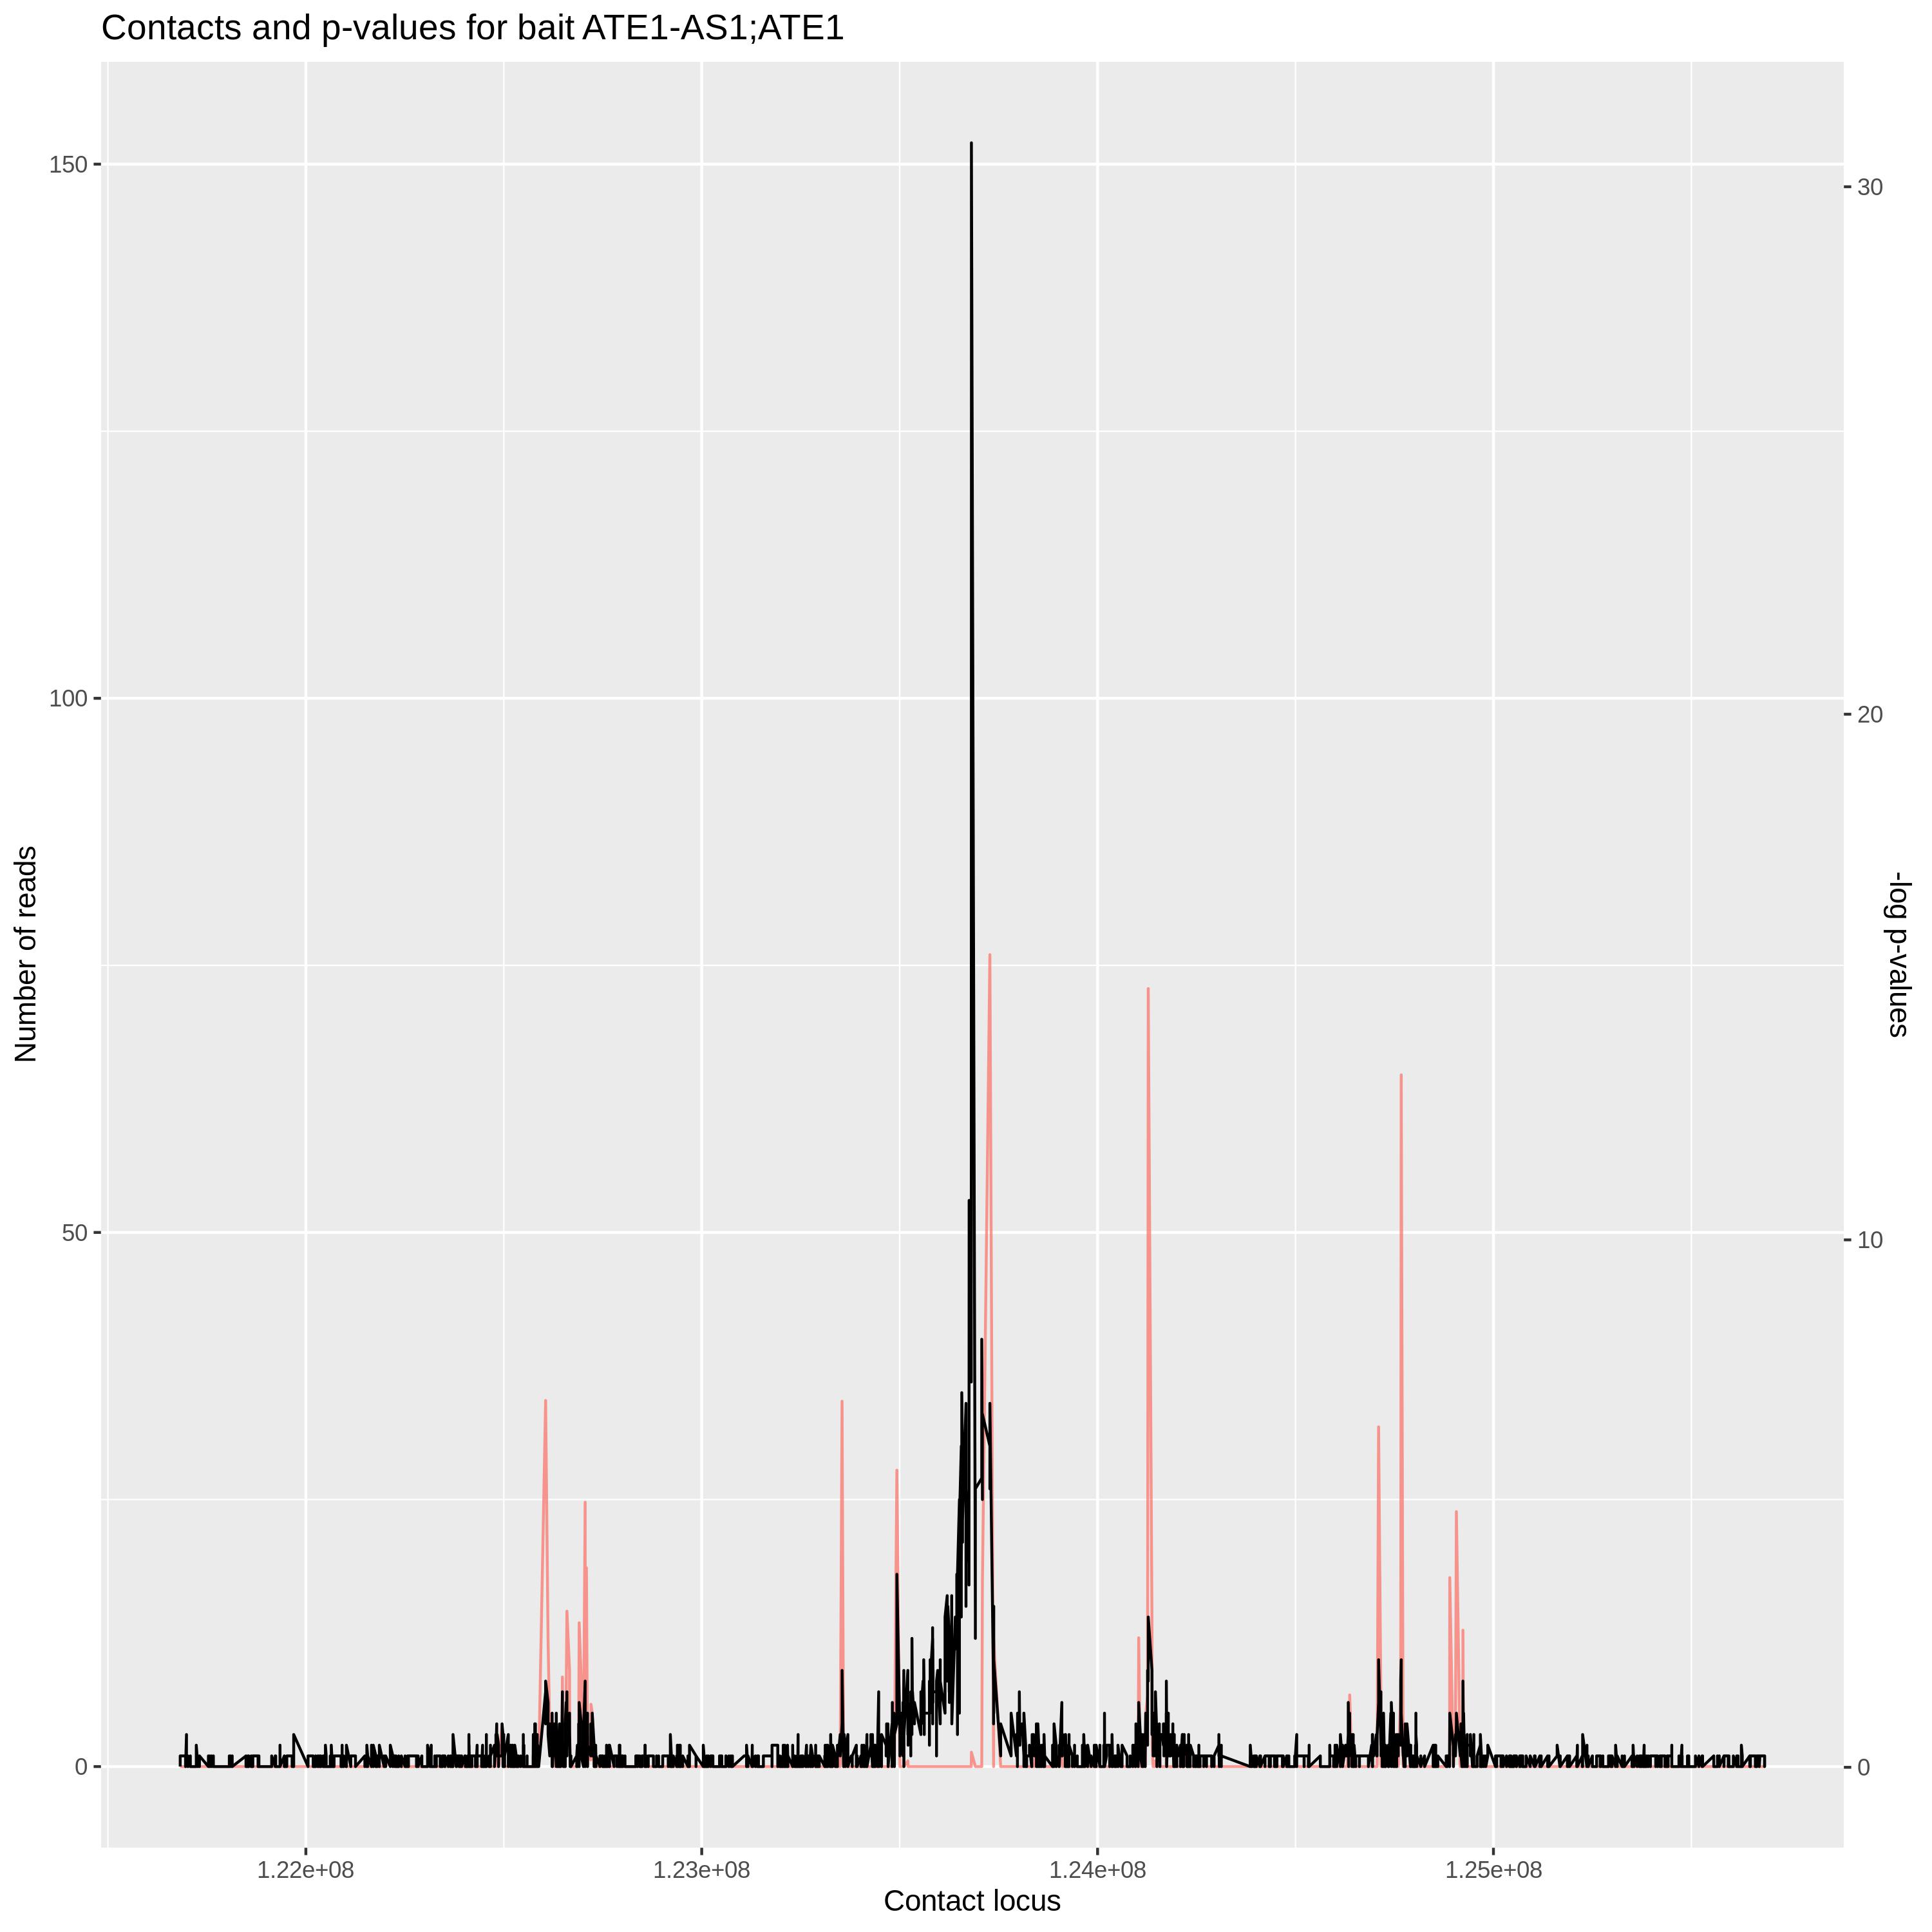 Contacts and p-values for bait ATE1-AS1;ATE1
150
100
50
0
Number of reads
30
20
10
0
-log p-values
1.22e+08
1.23e+08
1.24e+08
1.25e+08
Contact locus